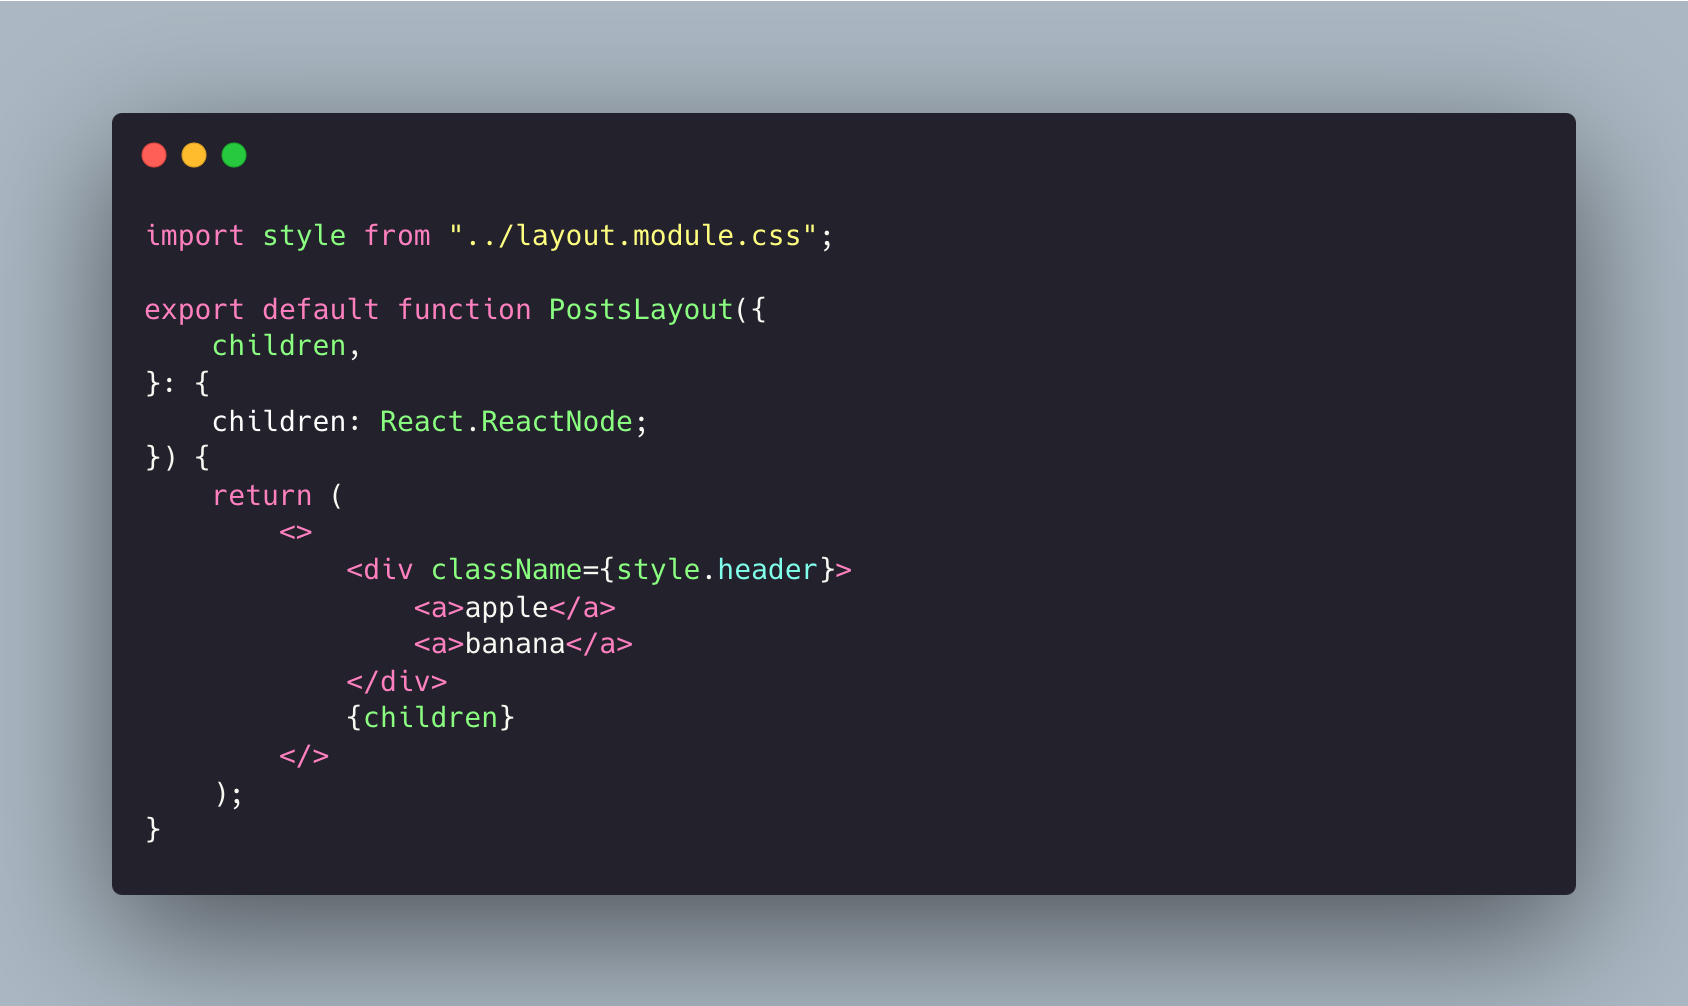 import style from "../layout.module.css";

export default function PostsLayout({
    children,
}: {
    children: React.ReactNode;
}) {
    return (
        <>
            <div className={style.header}>
                <a>apple</a>
                <a>banana</a>
            </div>
            {children}
        </>
    );
}